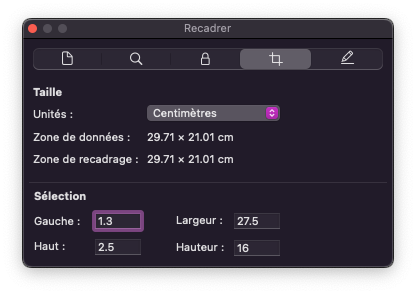 Recadrer
Taille
Unités : Centimètres
Zone de données : 29.71 × 21.01 cm
Zone de recadrage : 29.71 × 21.01 cm
Sélection
Gauche : 1.3 Largeur : 27.5
Haut : 2.5 Hauteur : 16